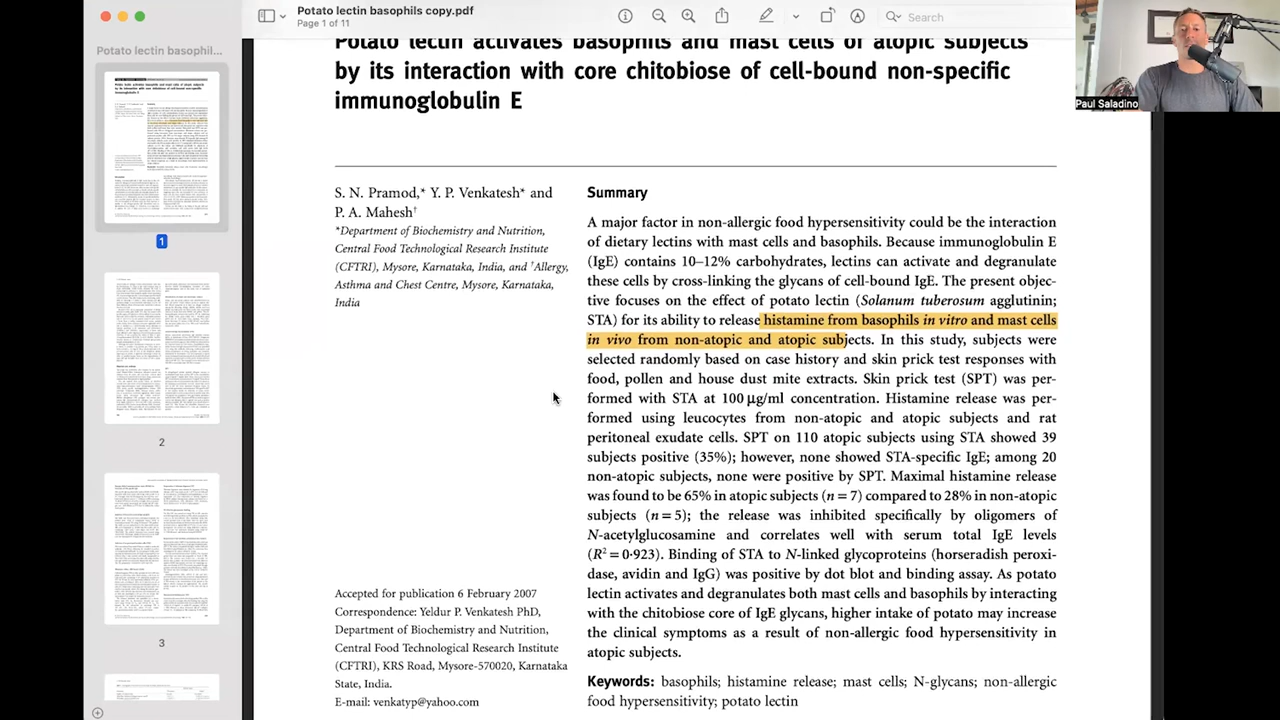 Potato lectin basophils copy.pdf
Page 1 of 11
Search
Potato lectin basophil...
1
2
3
Paul Saladino
Potato lectin activates basophils and mast cells of atopic subjects
by its interaction with core chitobiose of cell-bound non-specific
immunoglobulin E
S. N. Pramod,* Y. P. Venkatesh* and
P. A. Mahesh†
*Department of Biochemistry and Nutrition,
Central Food Technological Research Institute
(CFTRI), Mysore, Karnataka, India, and †Allergy,
Asthma and Chest Centre, Mysore, Karnataka,
India
Accepted for publication 6 February 2007
Correspondence: Yeldur P. Venkatesh PhD,
Department of Biochemistry and Nutrition,
Central Food Technological Research Institute
(CFTRI), KRS Road, Mysore-570020, Karnataka
State, India.
E-mail: venkatyp@yahoo.com
Summary
A major factor in non-allergic food hypersensitivity could be the interaction
of dietary lectins with mast cells and basophils. Because immunoglobulin E
(IgE) contains 10–12% carbohydrates, lectins can activate and degranulate
these cells by cross-linking the glycans of cell-bound IgE. The present objec-
tive focuses on the effect of potato lectin (Solanum tuberosum agglutinin;
STA) for its ability to release histamine from basophils in vitro and mast cells
in vivo from non-atopic and atopic subjects. In this study, subjects were
selected randomly based on case history and skin prick test responses with
food, pollen and house dust mite extracts. Skin prick test (SPT) was per-
formed with STA at 100 µg/ml concentration. Histamine release was per-
formed using leucocytes from non-atopic and atopic subjects and rat
peritoneal exudate cells. SPT on 110 atopic subjects using STA showed 39
subjects positive (35%); however, none showed STA-specific IgE; among 20
non-atopic subjects, none were positive by SPT. Maximal histamine release
was found to be 65% in atopic subjects (n = 7) compared to 28% in non-atopic
subjects (n = 5); the release was inhibited specifically by oligomers of
N-acetylglucosamine and correlates well with serum total IgE levels
(R² = 0·923). Binding of STA to N-linked glycoproteins (horseradish peroxi-
dase, avidin and IgG) was positive by dot blot and binding assay. As potato
lectin activates and degranulates both mast cells and basophils by interacting
with the chitobiose core of IgE glycans, higher intake of potato may increase
the clinical symptoms as a result of non-allergic food hypersensitivity in
atopic subjects.
Keywords: basophils; histamine release; mast cells; N-glycans; non-allergic
food hypersensitivity; potato lectin